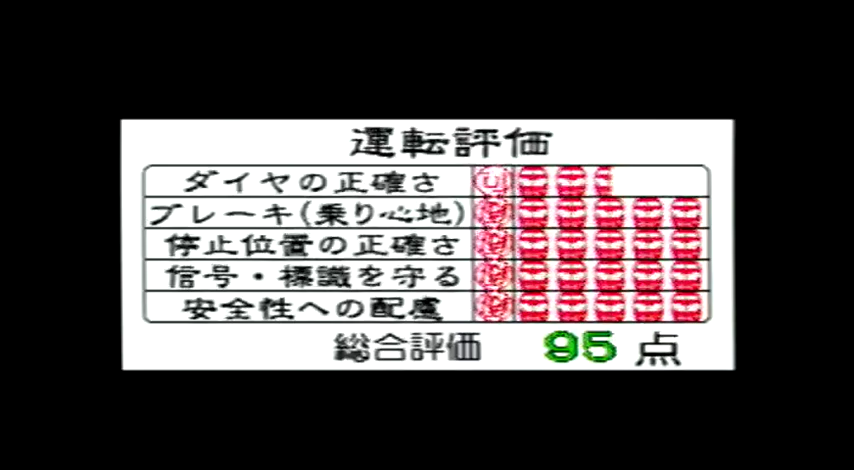 運転評価
ダイヤの正確さ
ブレーキ(乗り心地)
停止位置の正確さ
信号・標識を守る
安全性への配慮
総合評価 95 点